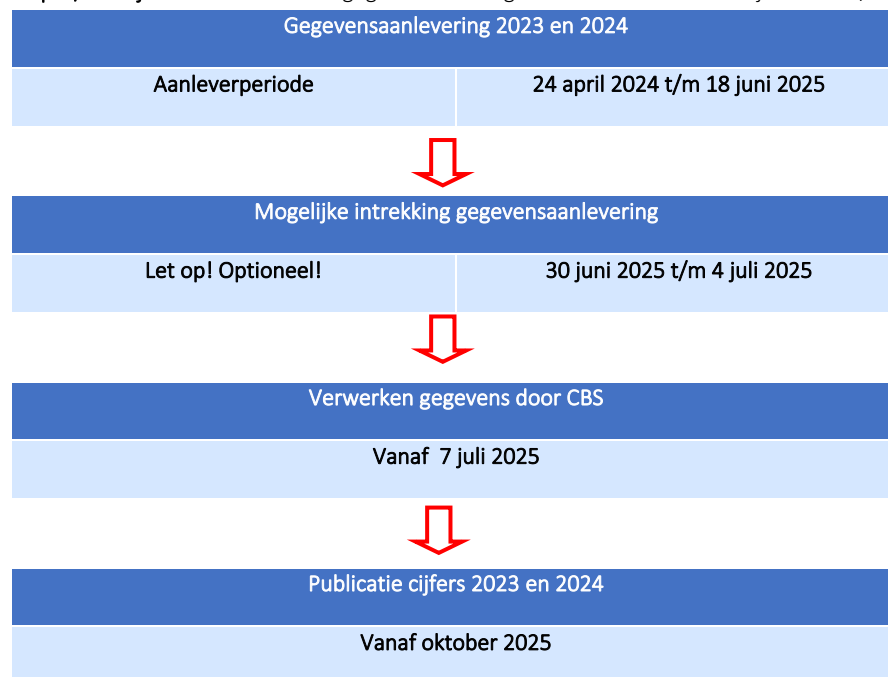 Gegevensaanlevering 2023 en 2024
Aanleverperiode 24 april 2024 t/m 18 juni 2025
Mogelijke intrekking gegevensaanlevering
Let op! Optioneel! 30 juni 2025 t/m 4 juli 2025
Verwerken gegevens door CBS
Vanaf 7 juli 2025
Publicatie cijfers 2023 en 2024
Vanaf oktober 2025